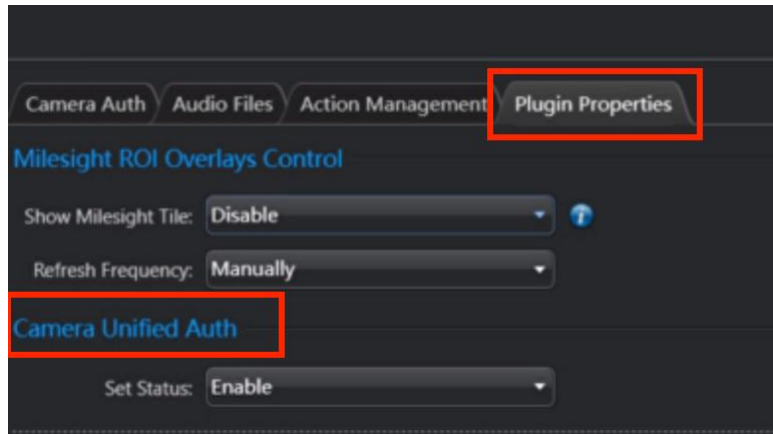 Camera Auth Audio Files Action Management Plugin Properties
Milesight ROI Overlays Control
Show Milesight Tile: Disable
Refresh Frequency: Manually
Camera Unified Auth
Set Status: Enable